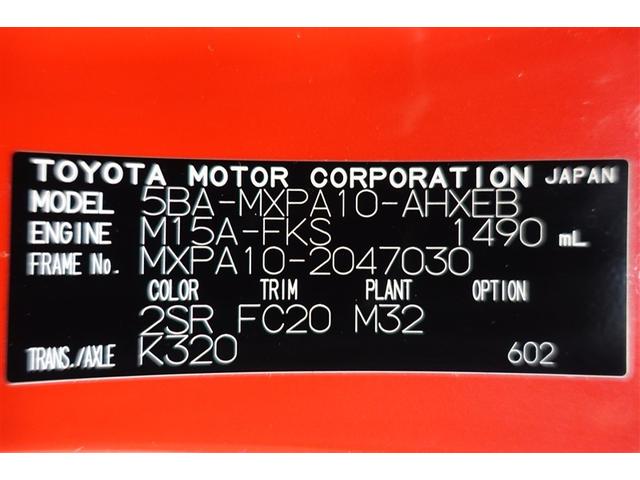 TOYOTA MOTOR CORPORATION JAPAN
MODEL 5BA-MXPA10-AHXEB
ENGINE M15A-FKS 1490 mL
FRAME No. MXPA10-2047030
COLOR TRIM PLANT OPTION
2SR FC20 M32
TRANS./AXLE K320 602